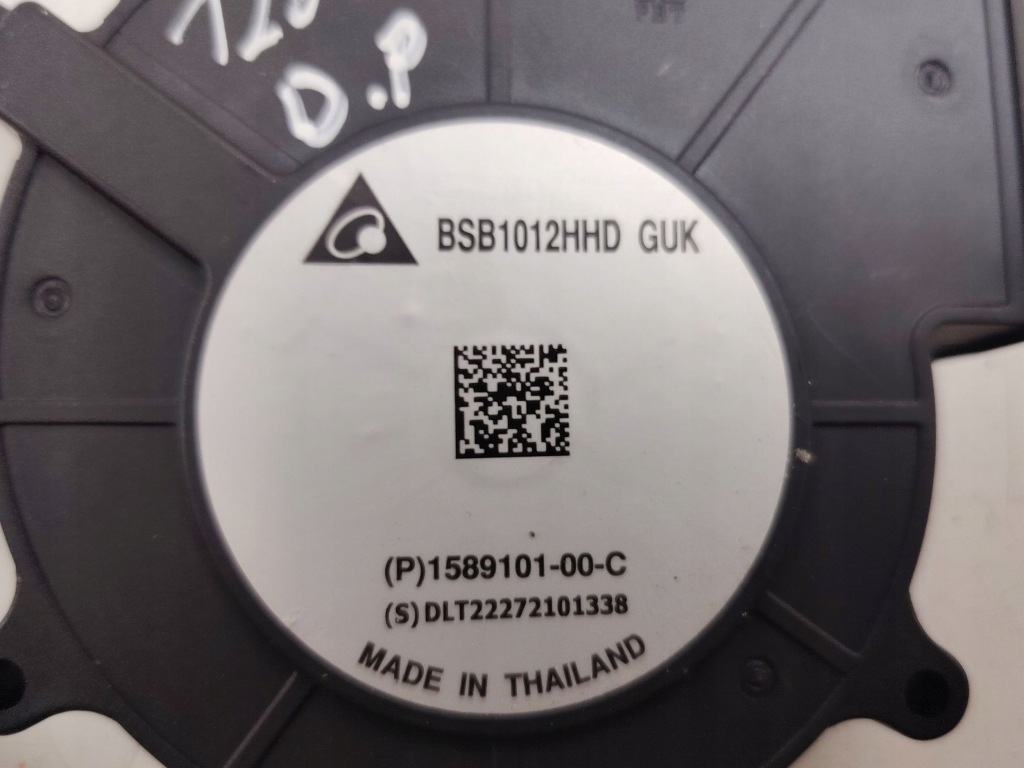 D.P
BSB1012HHD GUK
(P)1589101-00-C
(S)DLT22272101338
MADE IN THAILAND